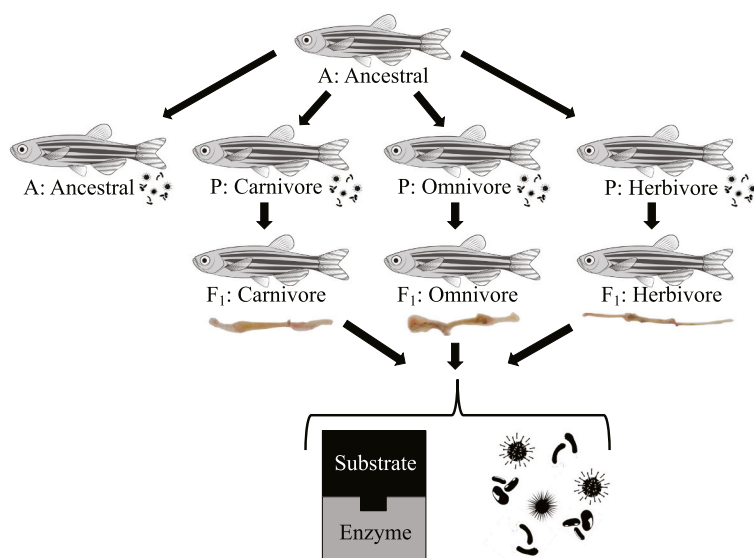 A: Ancestral
A: Ancestral
P: Carnivore
P: Omnivore
P: Herbivore
F₁: Carnivore
F₁: Omnivore
F₁: Herbivore
Substrate
Enzyme